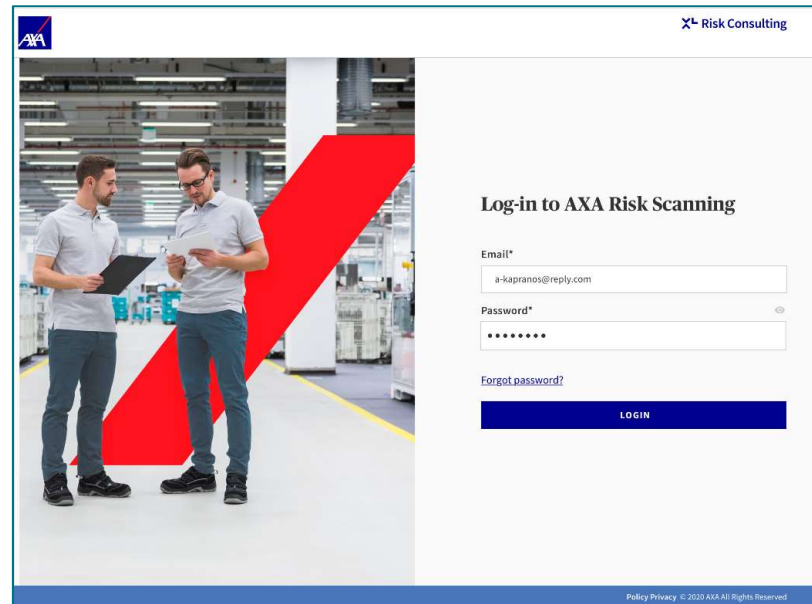 AXA
XL Risk Consulting
Log-in to AXA Risk Scanning
Email*
a-kapranos@reply.com
Password*
••••••••
Forgot password?
LOGIN
Policy Privacy © 2020 AXA All Rights Reserved